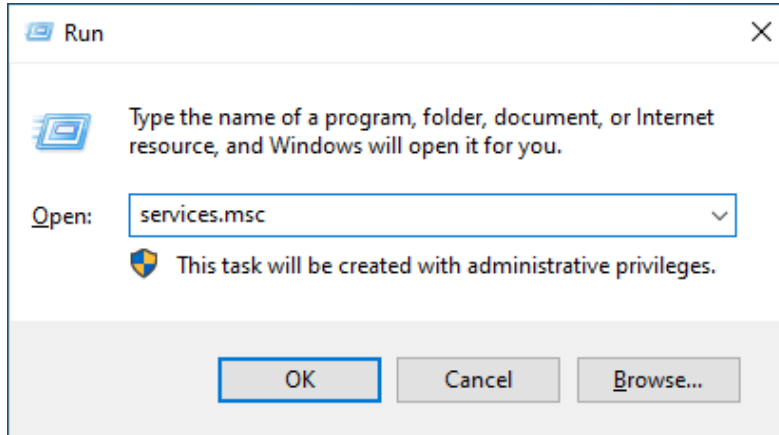 Run
Type the name of a program, folder, document, or Internet
resource, and Windows will open it for you.
Open:
services.msc
This task will be created with administrative privileges.
OK
Cancel
Browse...